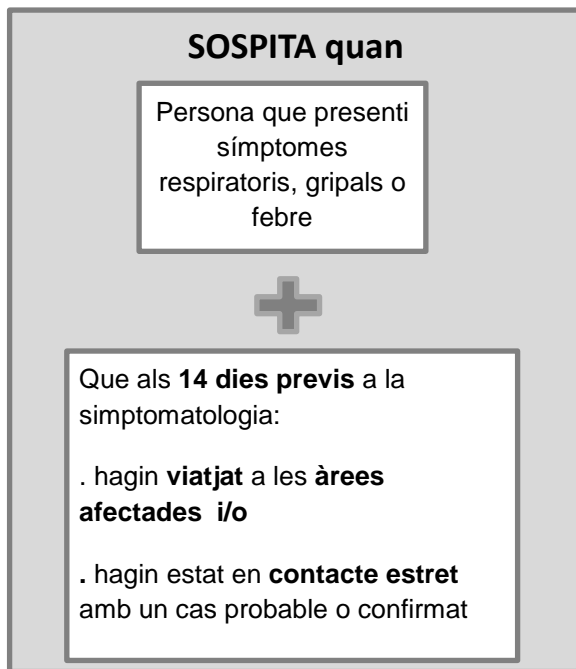 SOSPITA quan
Persona que presenti
símptomes
respiratoris, gripals o
febre
Que als 14 dies previs a la
simptomatologia:
. hagin viatjat a les àrees
afectades i/o
. hagin estat en contacte estret
amb un cas probable o confirmat